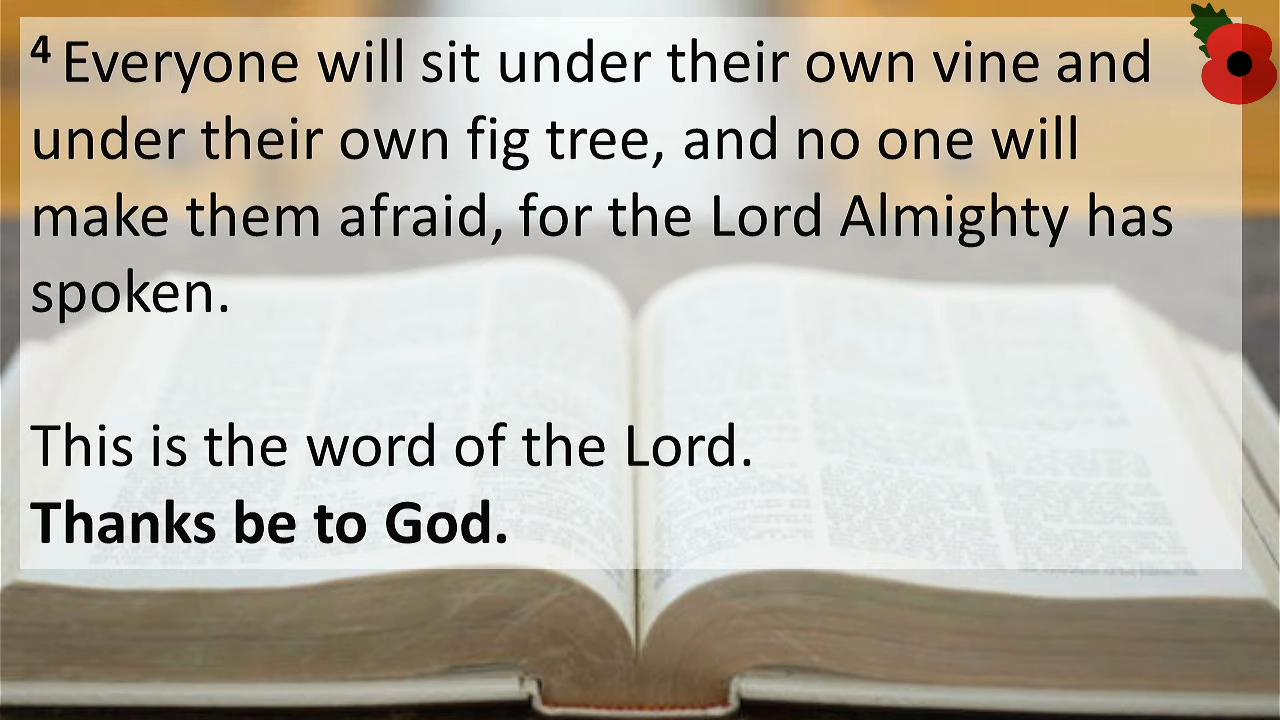 4 Everyone will sit under their own vine and
under their own fig tree, and no one will
make them afraid, for the Lord Almighty has
spoken.
This is the word of the Lord.
Thanks be to God.